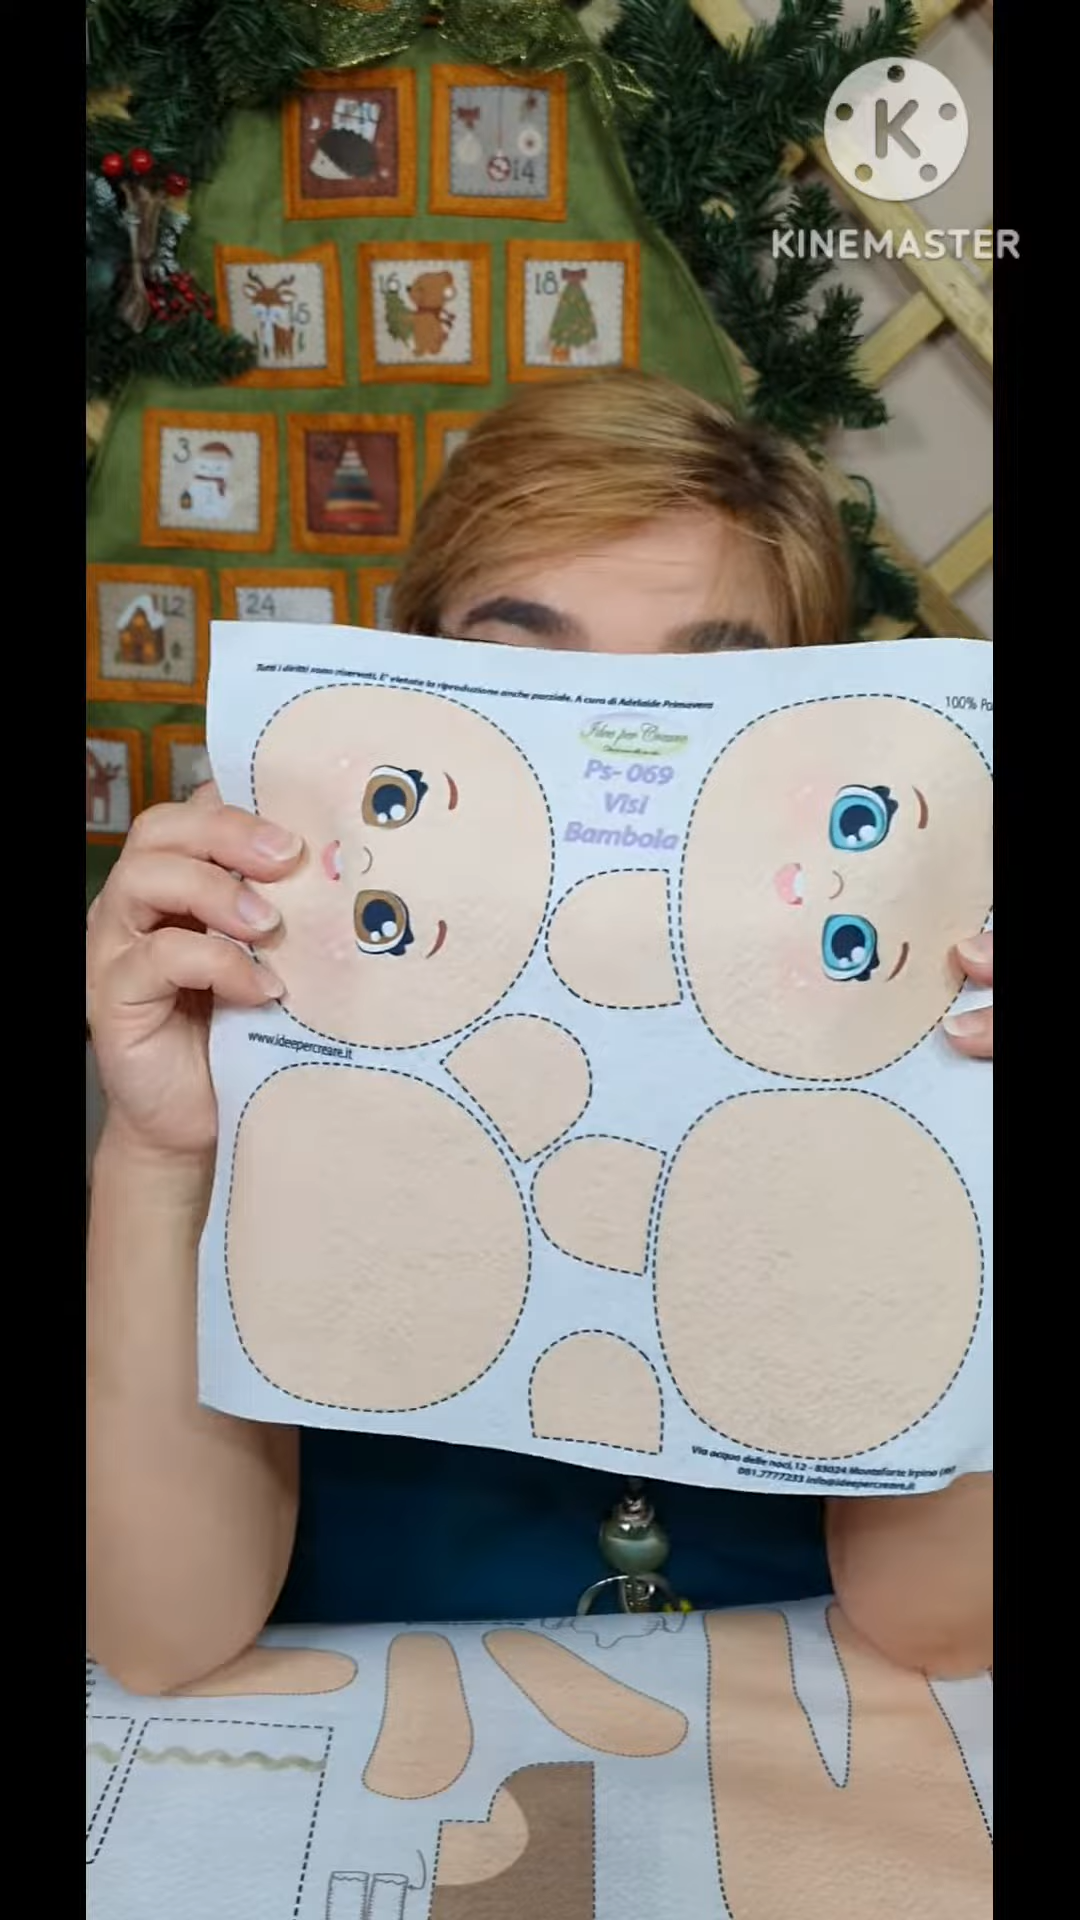 14
15
16
18
3
12
24
KINEMASTER
Tutti i diritti sono riservati, E' vietata la riproduzione anche parziale. A cura di Adelaide Primavera
100% Po
Idee per Creare
Ps-069
Visi
Bambola
www.ideepercreare.it
Via acqua delle noci, 12 - 83024 Monteforte Irpino
081.7777233 info@ideepercreare.it